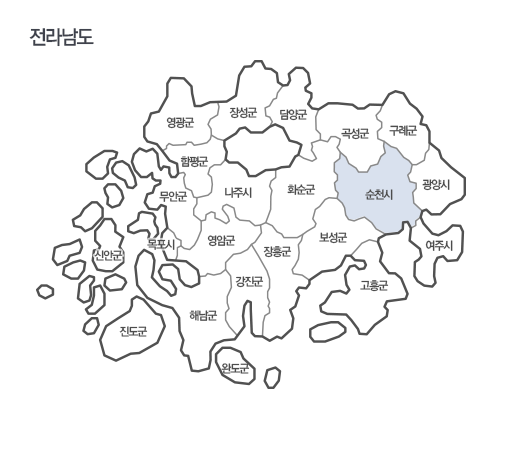 전라남도
장성군
담양군
영광군
곡성군
구례군
함평군
광양시
나주시
화순군
순천시
무안군
보성군
영암군
목포시
여주시
장흥군
신안군
강진군
고흥군
해남군
진도군
완도군